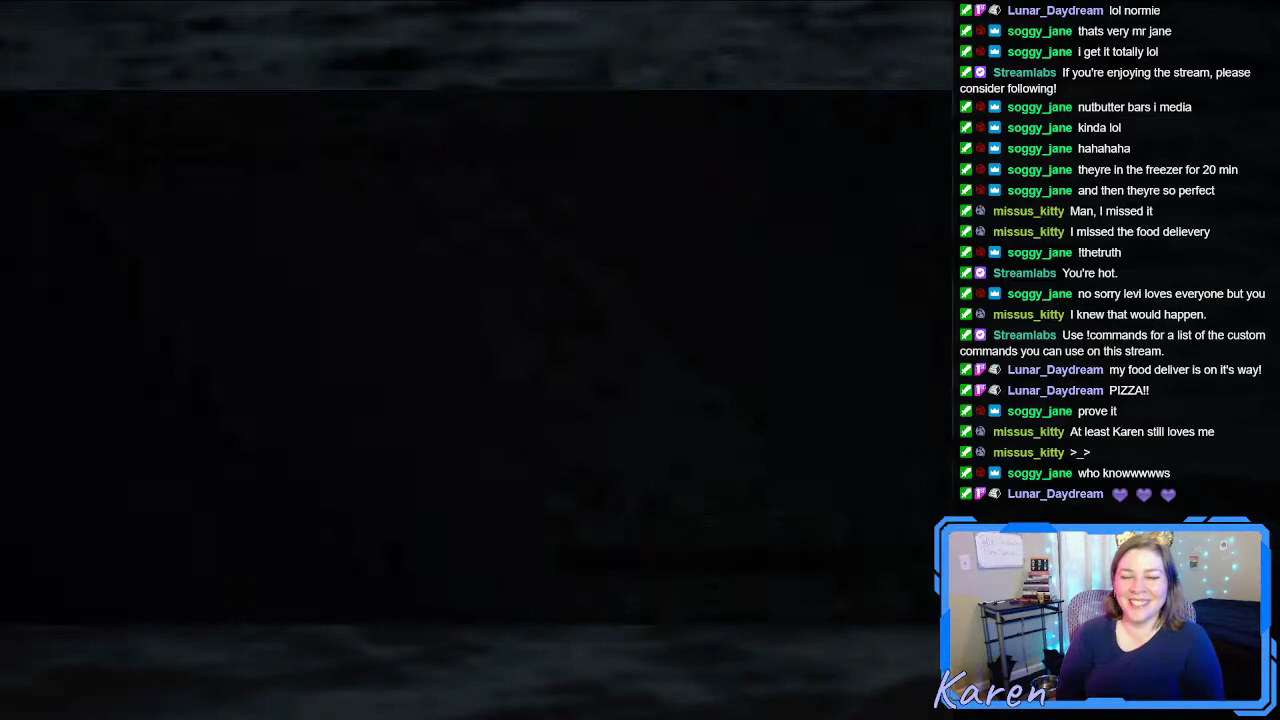 Lunar_Daydream lol normie
soggy_jane thats very mr jane
soggy_jane i get it totally lol
Streamlabs If you're enjoying the stream, please
consider following!
soggy_jane nutbutter bars i media
soggy_jane kinda lol
soggy_jane hahahaha
soggy_jane theyre in the freezer for 20 min
soggy_jane and then theyre so perfect
missus_kitty Man, I missed it
missus_kitty I missed the food delievery
soggy_jane !thetruth
Streamlabs You're hot.
soggy_jane no sorry levi loves everyone but you
missus_kitty I knew that would happen.
Streamlabs Use !commands for a list of the custom
commands you can use on this stream.
Lunar_Daydream my food deliver is on it's way!
Lunar_Daydream PIZZA!!
soggy_jane prove it
missus_kitty At least Karen still loves me
missus_kitty >_>
soggy_jane who knowwwwws
Lunar_Daydream
Karen